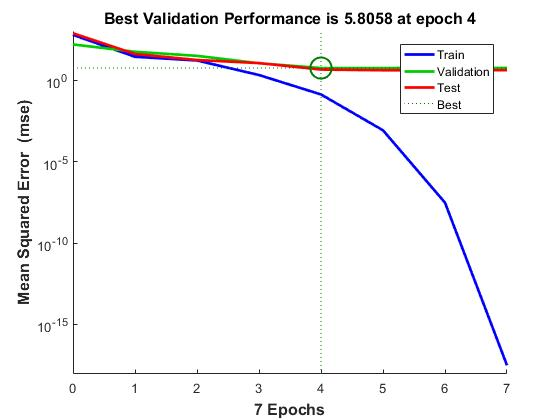 Best Validation Performance is 5.8058 at epoch 4
Mean Squared Error (mse)
10^0
10^-5
10^-10
10^-15
Train
Validation
Test
Best
0 1 2 3 4 5 6 7
7 Epochs